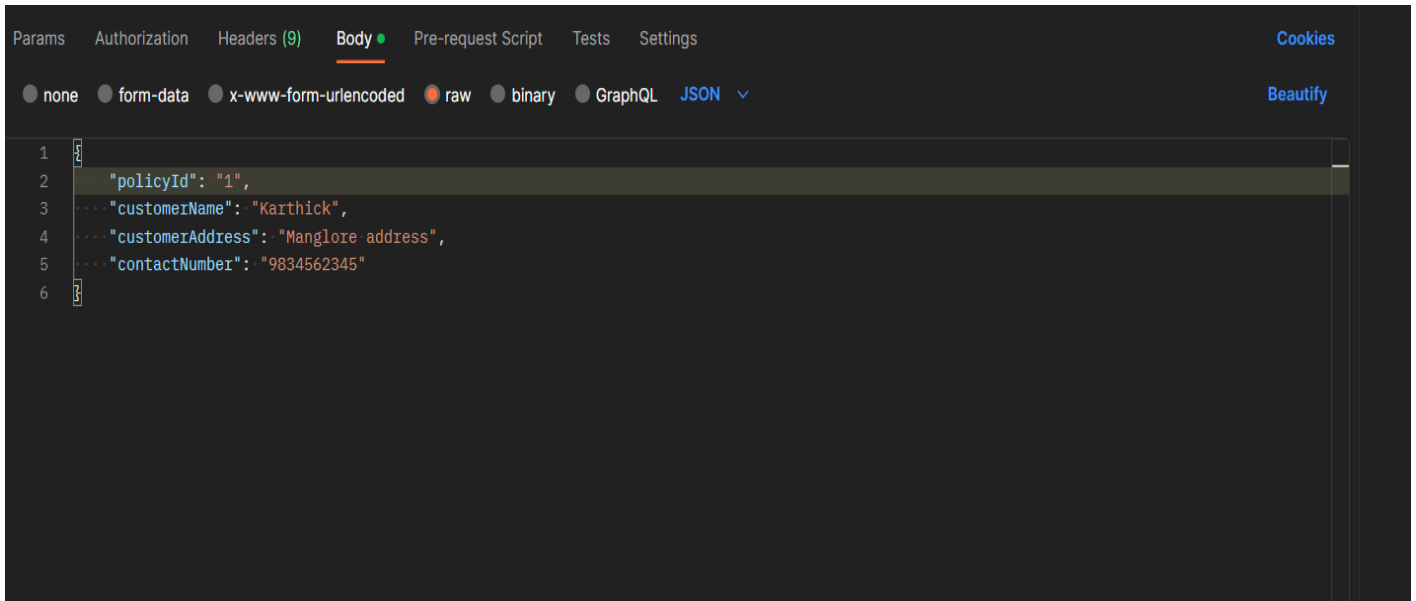 Params Authorization Headers (9) Body Pre-request Script Tests Settings Cookies
none form-data x-www-form-urlencoded raw binary GraphQL JSON Beautify
1 {
2 "policyId": "1",
3 "customerName": "Karthick",
4 "customerAddress": "Manglore address",
5 "contactNumber": "9834562345"
6 }